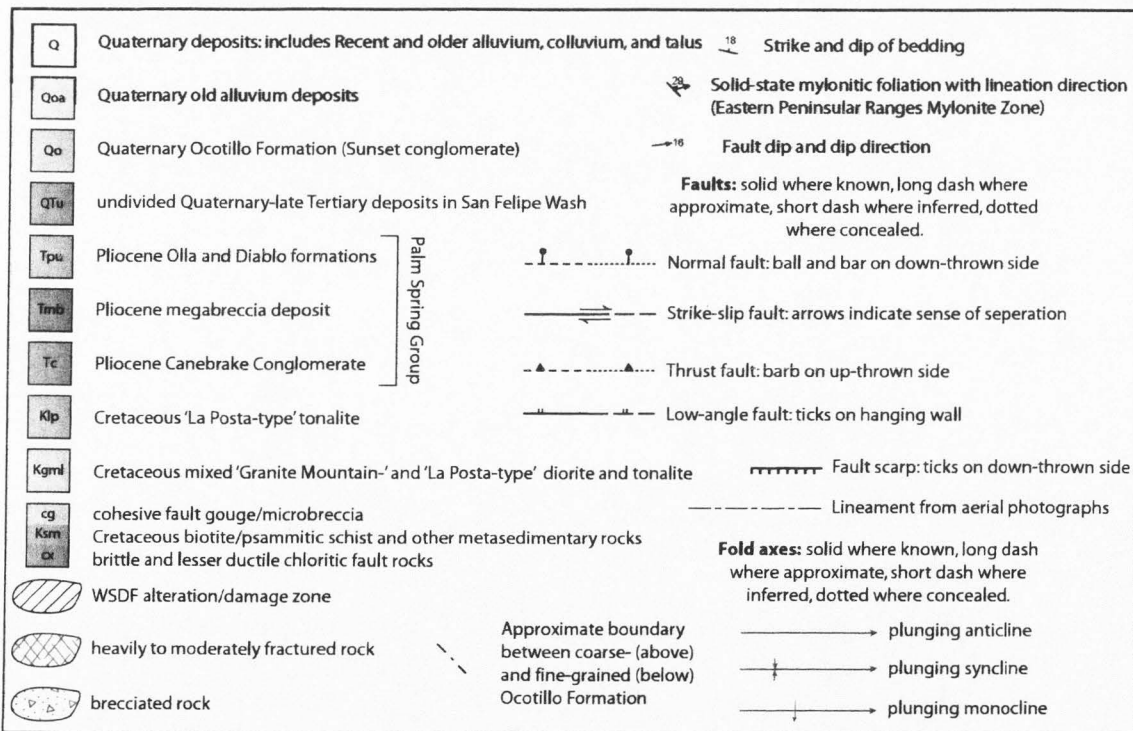 Q Quaternary deposits: includes Recent and older alluvium, colluvium, and talus
Qoa Quaternary old alluvium deposits
Qo Quaternary Ocotillo Formation (Sunset conglomerate)
QTu undivided Quaternary-late Tertiary deposits in San Felipe Wash
Tpu Pliocene Olla and Diablo formations
Tmb Pliocene megabreccia deposit
Tc Pliocene Canebrake Conglomerate
Palm Spring Group
Klp Cretaceous 'La Posta-type' tonalite
Kgml Cretaceous mixed 'Granite Mountain-' and 'La Posta-type' diorite and tonalite
cg cohesive fault gouge/microbreccia
Ksm Cretaceous biotite/psammitic schist and other metasedimentary rocks
cx brittle and lesser ductile chloritic fault rocks
WSDF alteration/damage zone
heavily to moderately fractured rock
brecciated rock
Approximate boundary
between coarse- (above)
and fine-grained (below)
Ocotillo Formation
18 Strike and dip of bedding
29 Solid-state mylonitic foliation with lineation direction
(Eastern Peninsular Ranges Mylonite Zone)
16 Fault dip and dip direction
Faults: solid where known, long dash where
approximate, short dash where inferred, dotted
where concealed.
Normal fault: ball and bar on down-thrown side
Strike-slip fault: arrows indicate sense of seperation
Thrust fault: barb on up-thrown side
Low-angle fault: ticks on hanging wall
Fault scarp: ticks on down-thrown side
Lineament from aerial photographs
Fold axes: solid where known, long dash
where approximate, short dash where
inferred, dotted where concealed.
plunging anticline
plunging syncline
plunging monocline